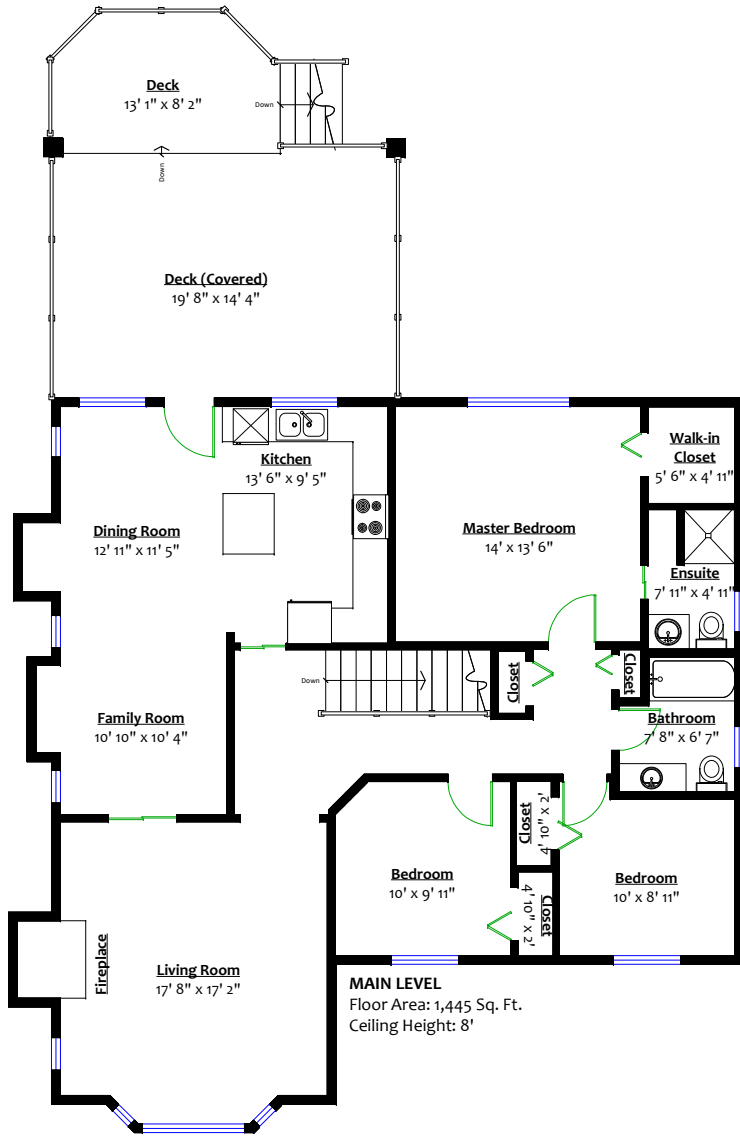 Deck
13' 1" x 8' 2"
Down
Down
Deck (Covered)
19' 8" x 14' 4"
Kitchen
13' 6" x 9' 5"
Walk-in
Closet
5' 6" x 4' 11"
Dining Room
12' 11" x 11' 5"
Master Bedroom
14' x 13' 6"
Ensuite
7' 11" x 4' 11"
Down
Closet
Closet
Family Room
10' 10" x 10' 4"
Bathroom
7' 8" x 6' 7"
Closet
4' 10" x 2'
Bedroom
10' x 9' 11"
Bedroom
10' x 8' 11"
Closet
4' 10" x 2'
Fireplace
Living Room
17' 8" x 17' 2"
MAIN LEVEL
Floor Area: 1,445 Sq. Ft.
Ceiling Height: 8'